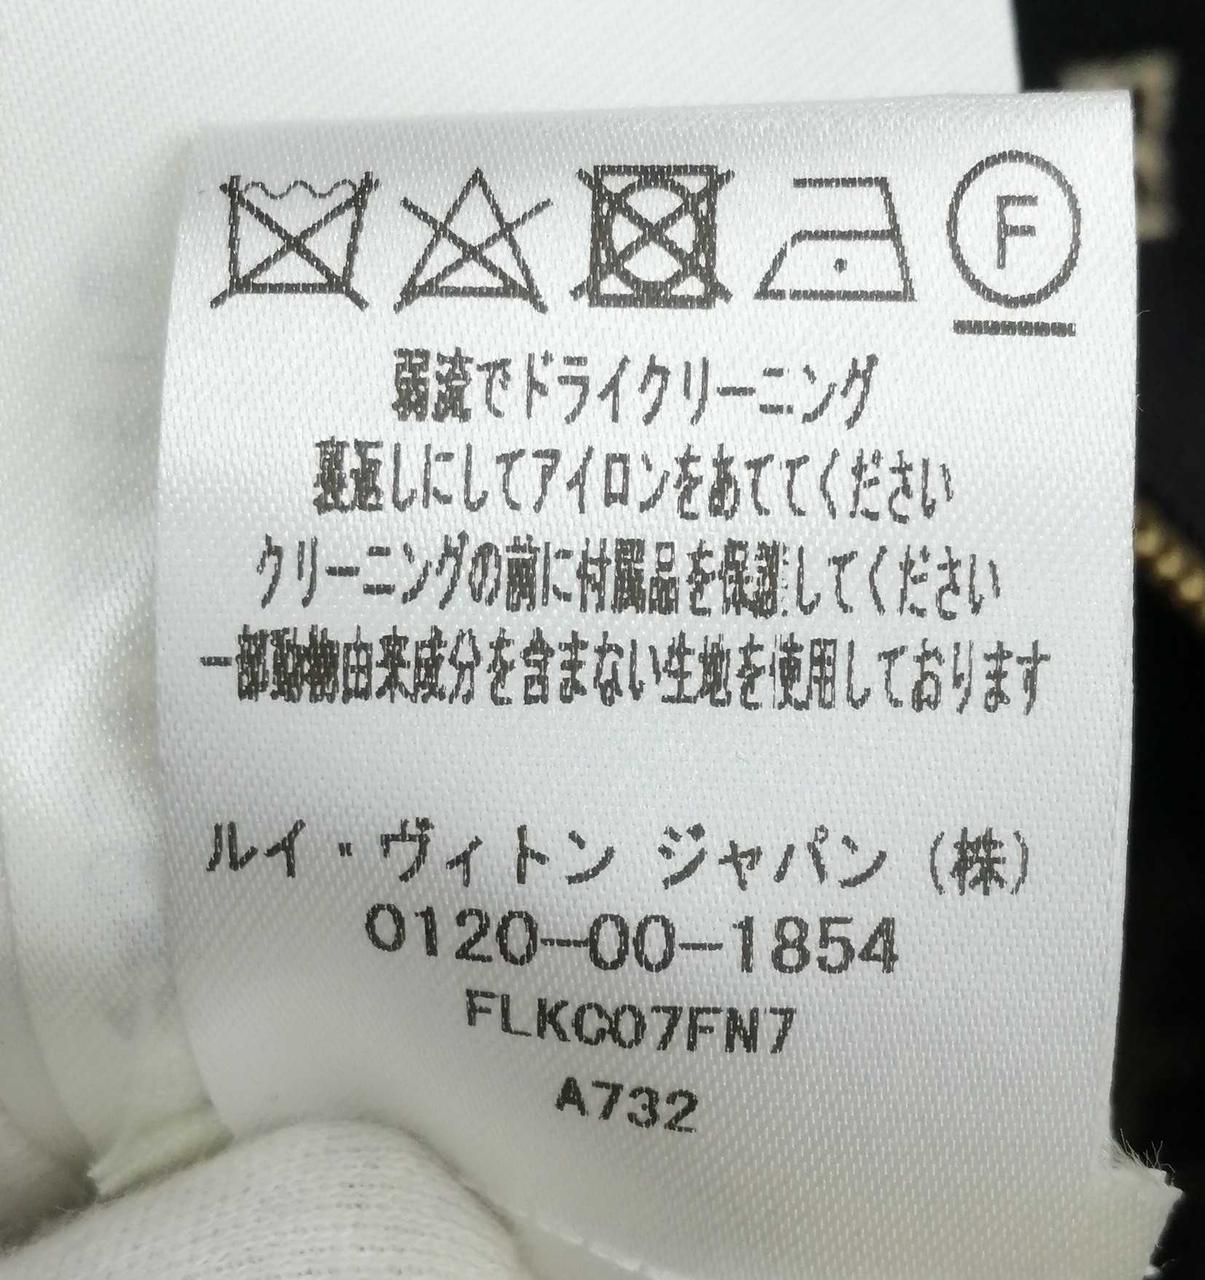 F
弱流でドライクリーニング
裏返しにしてアイロンをあててください
クリーニングの前に付属品を保護してください
一部動物由来成分を含まない生地を使用しております
ルイ・ヴィトン ジャパン (株)
0120-00-1854
FLKC07FN7
A732